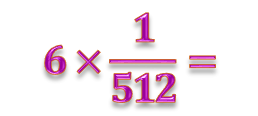 6 × 1/512 =